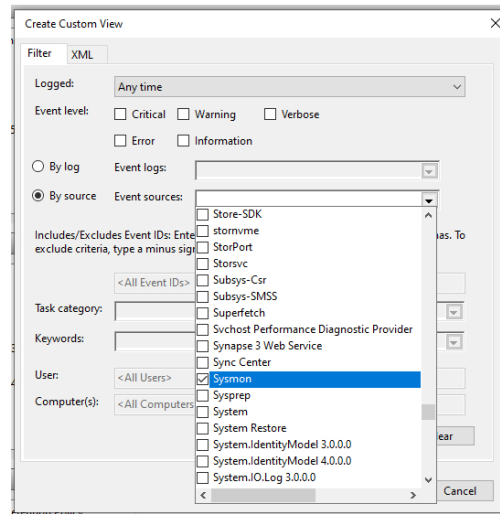 Create Custom View
Filter XML
Logged: Any time
Event level: Critical Warning Verbose
Error Information
By log Event logs:
By source Event sources:
Store-SDK
stornvme
StorPort
Storsvc
Subsys-Csr
Subsys-SMSS
Superfetch
Svchost Performance Diagnostic Provider
Synapse 3 Web Service
Sync Center
Sysmon
Sysprep
System
System Restore
System.IdentityModel 3.0.0.0
System.IdentityModel 4.0.0.0
System.IO.Log 3.0.0.0
Includes/Excludes Event IDs: Ente mas. To
exclude criteria, type a minus sign
<All Event IDs>
Task category:
Keywords:
User: <All Users>
Computer(s): <All Computers
ear
Cancel